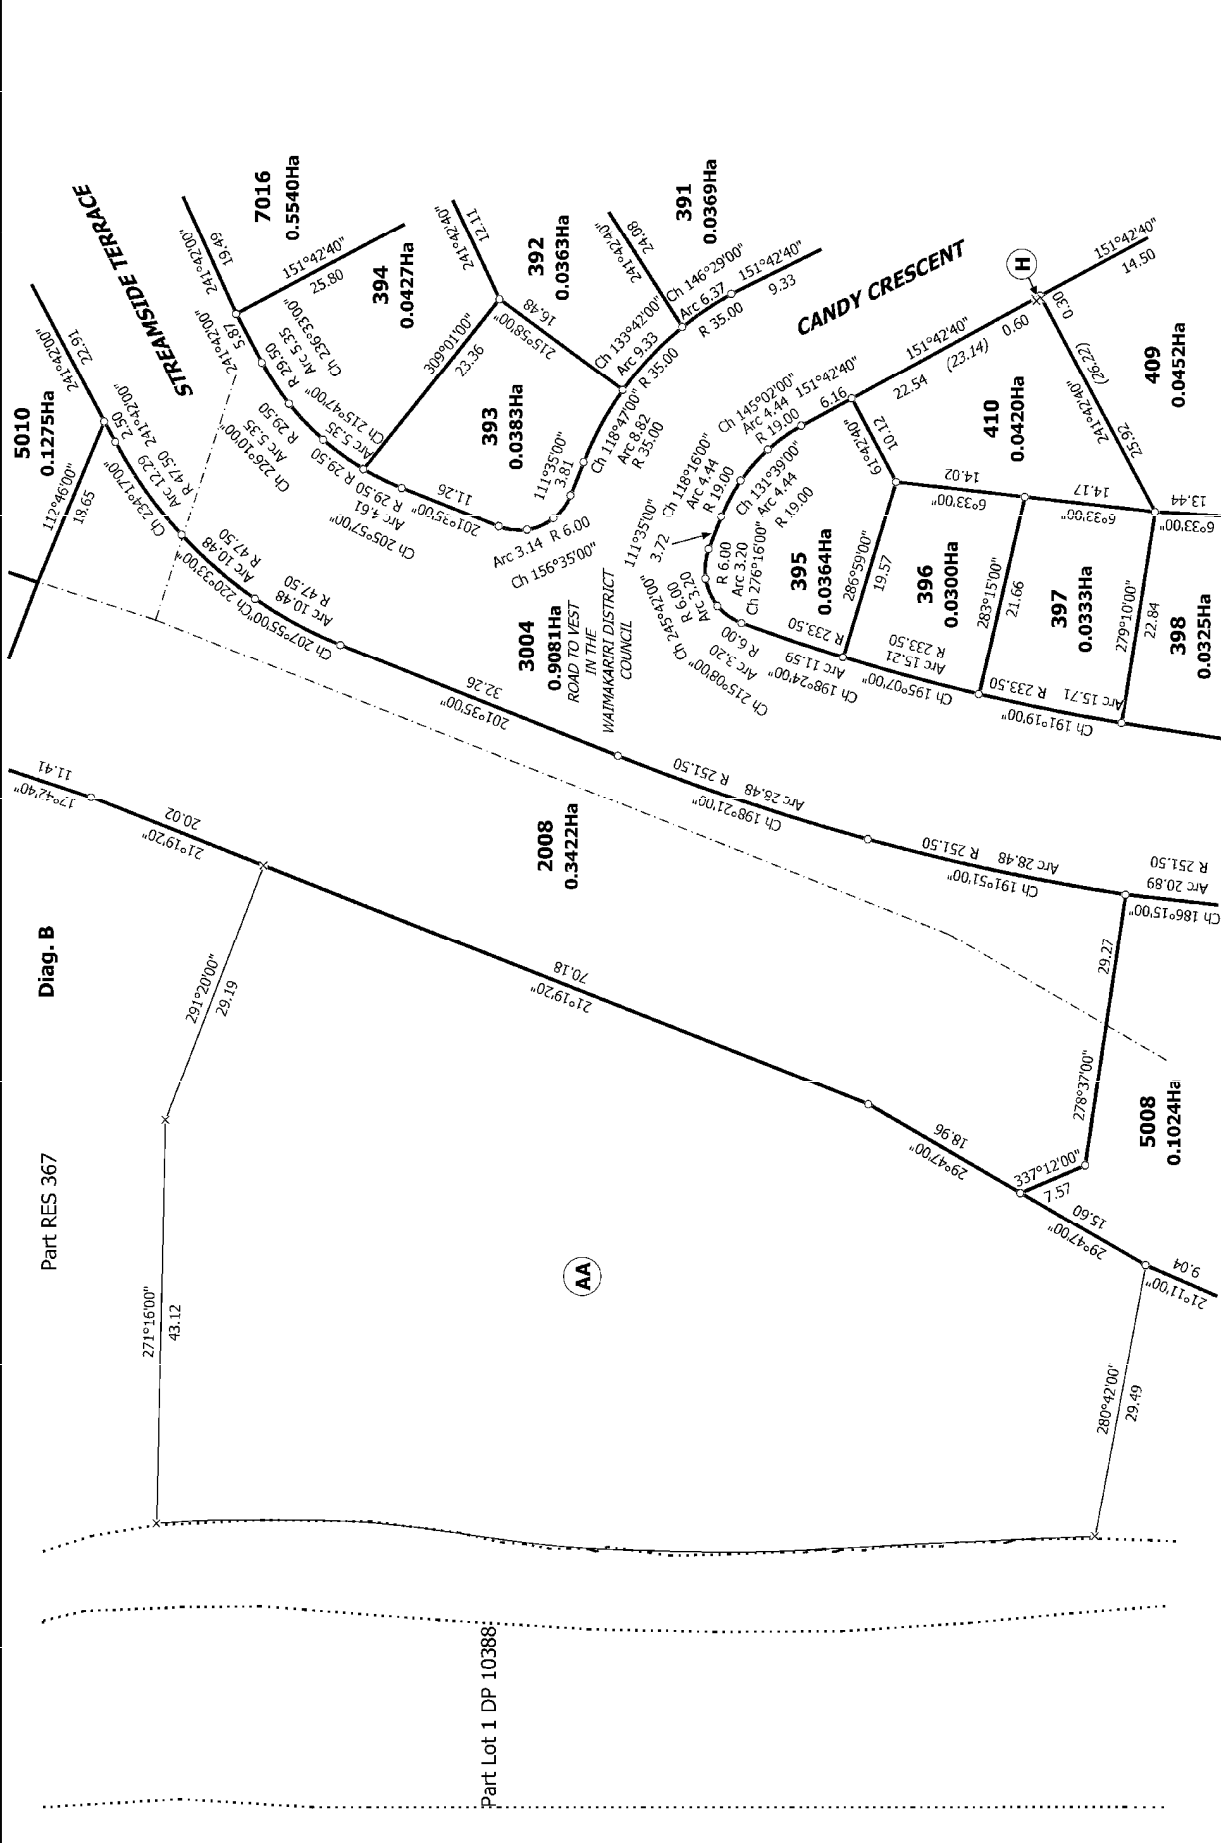 Diag. B
Part RES 367
Part Lot 1 DP 10388
AA
271°16'00"
43.12
291°20'00"
29.19
280°42'00'
29.49
17°42'40"
11.41
21°19'20"
20.02
21°19'20"
70.18
29°47'00"
18.96
29°47'00"
15.60
21°11'00"
9.04
337°12'00"
7.57
278°37'00"
29.27
5008
0.1024Ha
2008
0.3422Ha
5010
0.1275Ha
112°46'00"
18.65
241°42'00"
22.91
241°42'00"
2.50
Ch 234°17'00"
Arc 12.29
R 47.50
Ch 220°33'00"
Arc 10.48
R 47.50
Ch 207°55'00"
Arc 10.48
R 47.50
201°35'00"
32.26
Ch 198°21'00"
Arc 28.48
R 251.50
Ch 191°51'00"
Arc 28.48
R 251.50
Ch 186°15'00"
Arc 20.89
R 251.50
STREAMSIDE TERRACE
3004
0.9081Ha
ROAD TO VEST
IN THE
WAIMAKARIRI DISTRICT
COUNCIL
7016
0.5540Ha
241°42'00"
19.49
151°42'40"
25.80
241°42'00"
5.87
Ch 236°33'00"
Arc 5.35
R 29.50
Ch 226°10'00"
Arc 5.35
R 29.50
Ch 215°47'00"
Arc 5.35
R 29.50
Ch 205°57'00"
Arc 4.61
R 29.50
201°35'00"
11.26
394
0.0427Ha
309°01'00"
23.36
393
0.0383Ha
215°58'00"
16.48
392
0.0363Ha
241°42'40"
12.11
391
0.0369Ha
241°42'40"
24.08
Arc 3.14 R 6.00
Ch 156°35'00"
111°35'00"
3.81
Ch 118°47'00"
Arc 8.82
R 35.00
Ch 133°42'00"
Arc 9.33
R 35.00
Ch 146°29'00"
Arc 6.37
R 35.00
151°42'40"
9.33
CANDY CRESCENT
111°35'00"
3.72
Ch 118°16'00"
Arc 4.44
R 19.00
Ch 131°39'00"
Arc 4.44
R 19.00
Ch 145°02'00"
Arc 4.44
R 19.00
151°42'40"
6.16
Ch 276°16'00"
Arc 3.20
R 6.00
Ch 245°42'00"
Arc 3.20
R 6.00
Ch 215°08'00"
Arc 3.20
R 6.00
Ch 198°24'00"
Arc 11.59
R 233.50
Ch 195°07'00"
Arc 15.21
R 233.50
Ch 191°19'00"
Arc 15.71
R 233.50
395
0.0364Ha
286°59'00"
19.57
396
0.0300Ha
283°15'00"
21.66
397
0.0333Ha
279°10'00"
22.84
398
0.0325Ha
61°42'40"
10.12
6°33'00"
14.02
6°33'00"
14.17
6°33'00"
13.44
410
0.0420Ha
151°42'40"
22.54
(23.14)
0.60
H
0.30
151°42'40"
14.50
241°42'40"
(26.22)
25.92
409
0.0452Ha